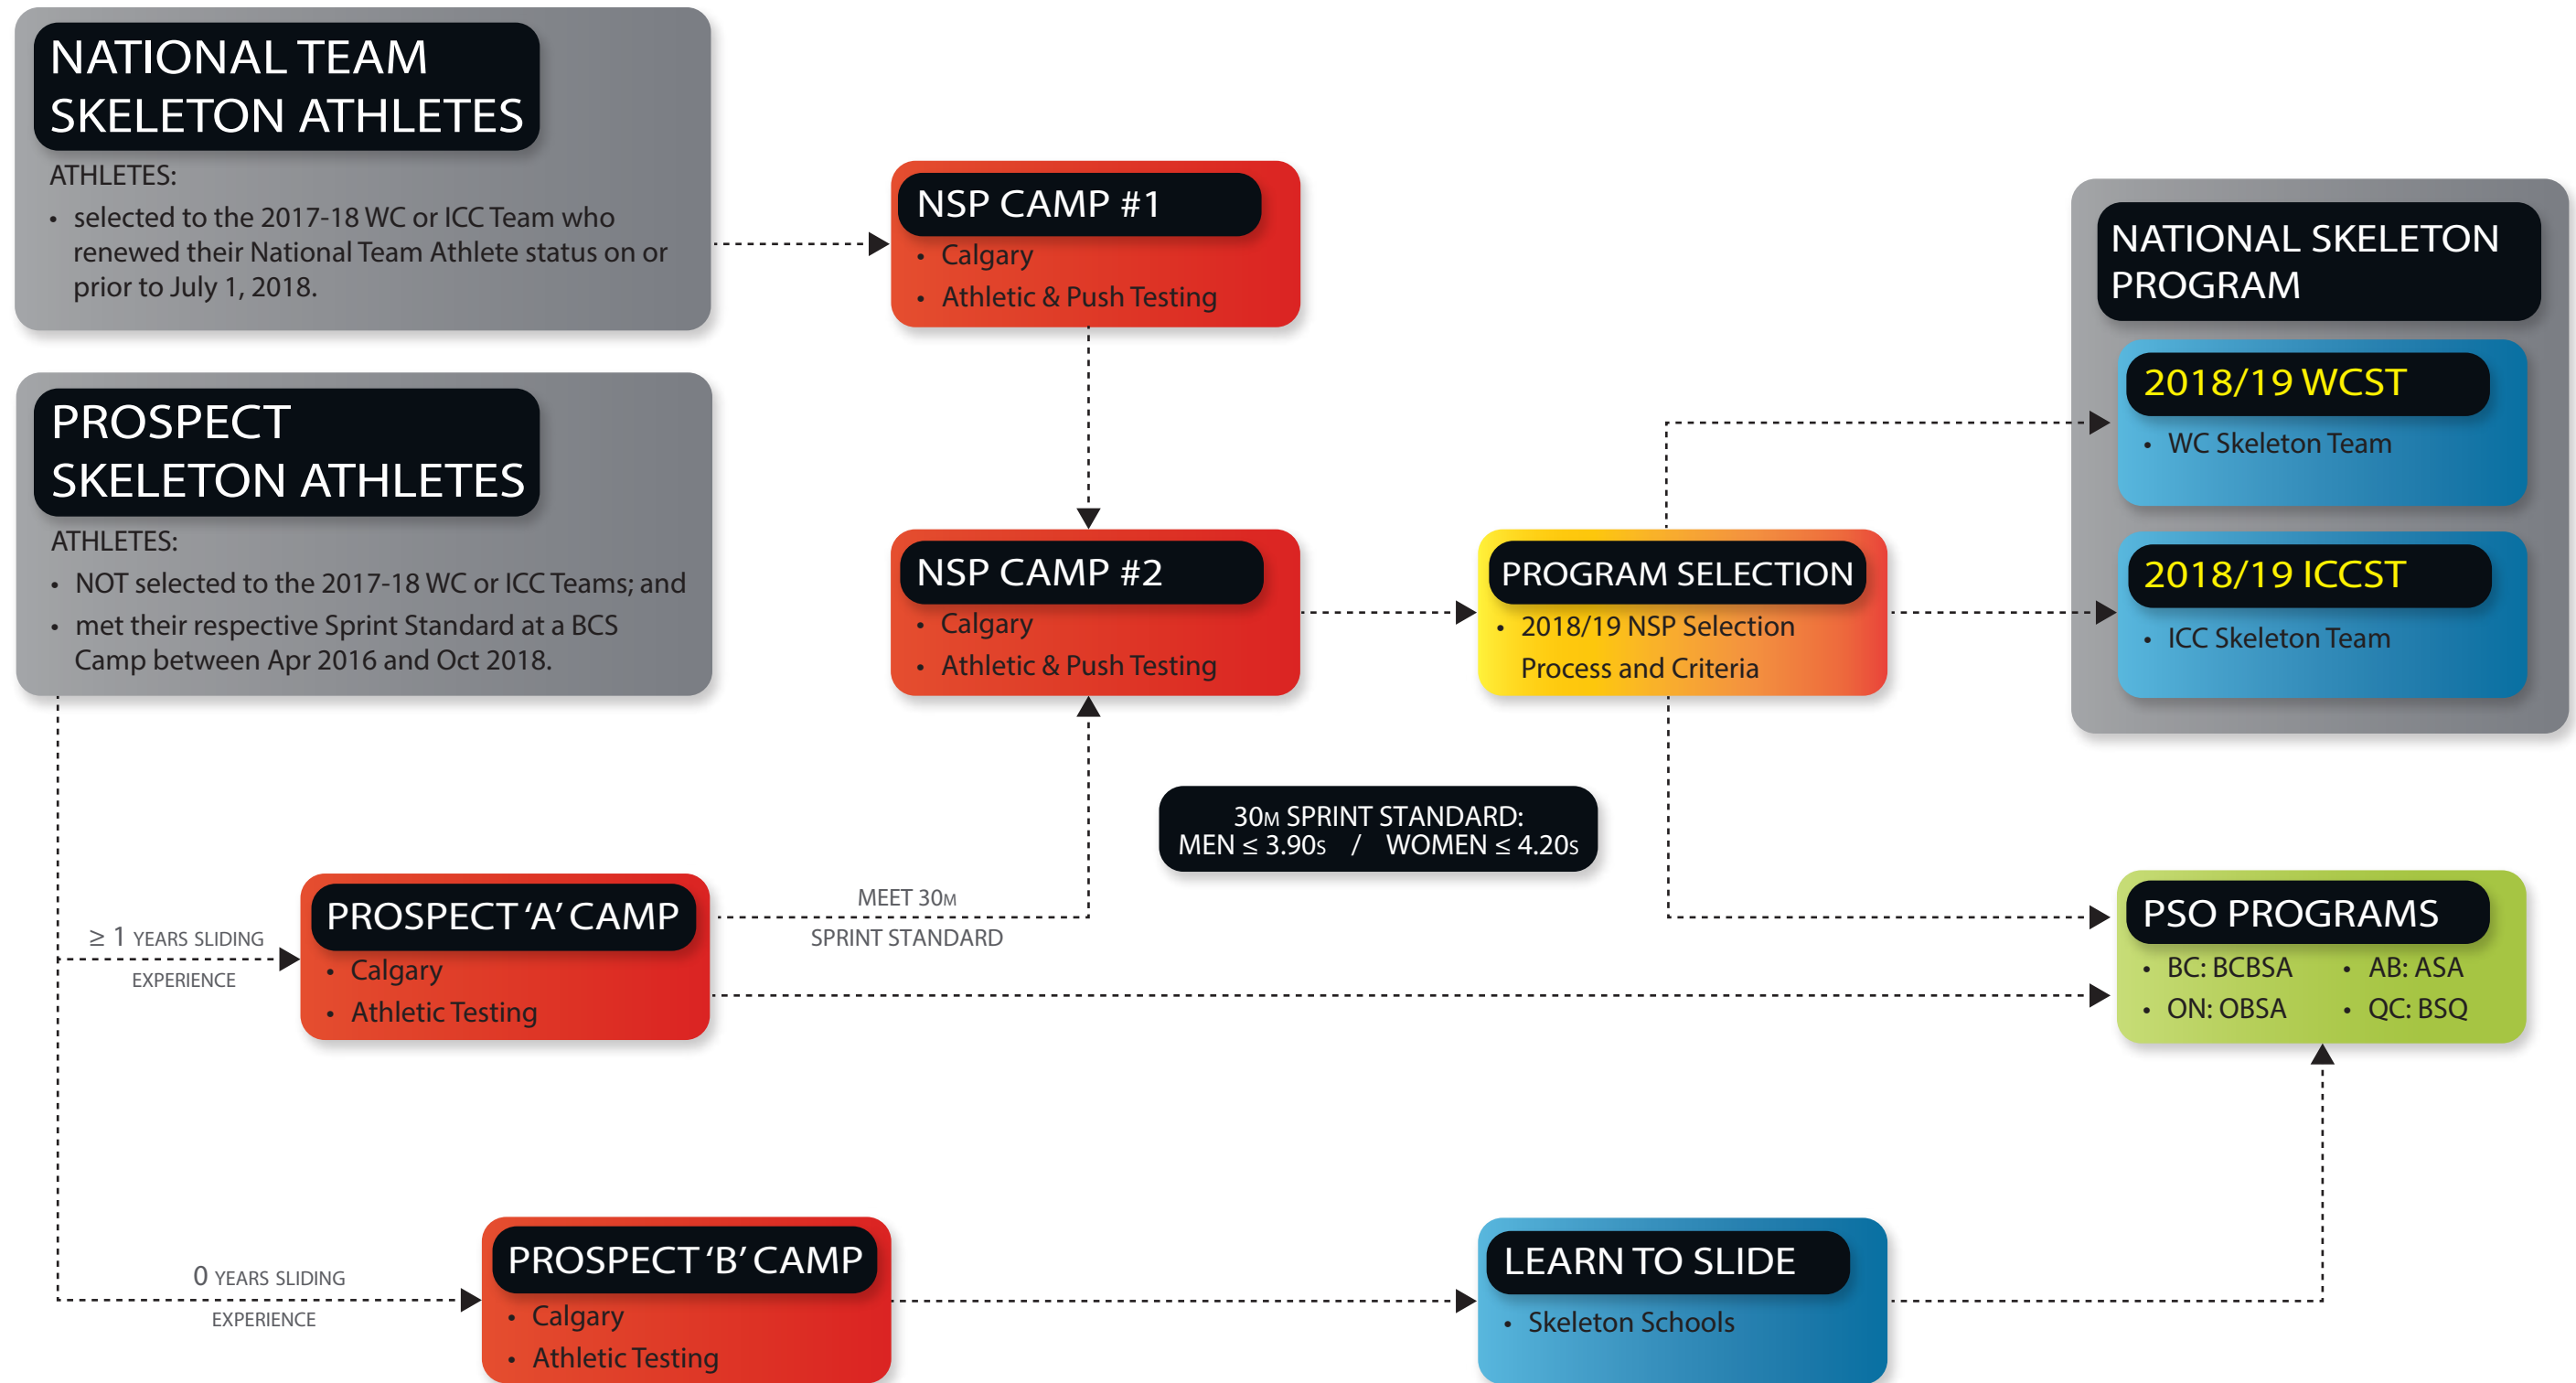 NATIONAL TEAM
SKELETON ATHLETES
ATHLETES:
• selected to the 2017-18 WC or ICC Team who
renewed their National Team Athlete status on or
prior to July 1, 2018.
PROSPECT
SKELETON ATHLETES
ATHLETES:
• NOT selected to the 2017-18 WC or ICC Teams; and
• met their respective Sprint Standard at a BCS
Camp between Apr 2016 and Oct 2018.
NSP CAMP #1
• Calgary
• Athletic & Push Testing
NSP CAMP #2
• Calgary
• Athletic & Push Testing
PROGRAM SELECTION
• 2018/19 NSP Selection
Process and Criteria
NATIONAL SKELETON
PROGRAM
2018/19 WCST
• WC Skeleton Team
2018/19 ICCST
• ICC Skeleton Team
30M SPRINT STANDARD:
MEN ≤ 3.90S / WOMEN ≤ 4.20S
≥ 1 YEARS SLIDING
EXPERIENCE
PROSPECT ‘A’ CAMP
• Calgary
• Athletic Testing
MEET 30M
SPRINT STANDARD
PSO PROGRAMS
• BC: BCBSA • AB: ASA
• ON: OBSA • QC: BSQ
0 YEARS SLIDING
EXPERIENCE
PROSPECT ‘B’ CAMP
• Calgary
• Athletic Testing
LEARN TO SLIDE
• Skeleton Schools